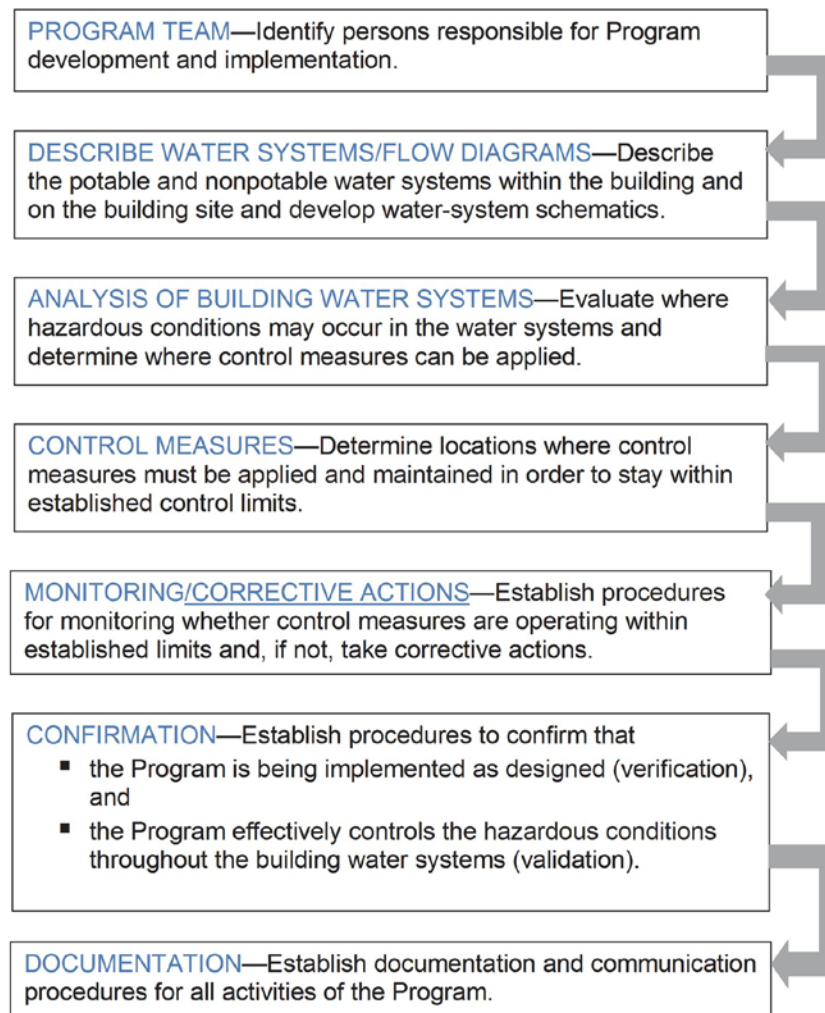 PROGRAM TEAM—Identify persons responsible for Program
development and implementation.
DESCRIBE WATER SYSTEMS/FLOW DIAGRAMS—Describe
the potable and nonpotable water systems within the building and
on the building site and develop water-system schematics.
ANALYSIS OF BUILDING WATER SYSTEMS—Evaluate where
hazardous conditions may occur in the water systems and
determine where control measures can be applied.
CONTROL MEASURES—Determine locations where control
measures must be applied and maintained in order to stay within
established control limits.
MONITORING/CORRECTIVE ACTIONS—Establish procedures
for monitoring whether control measures are operating within
established limits and, if not, take corrective actions.
CONFIRMATION—Establish procedures to confirm that
▪ the Program is being implemented as designed (verification),
and
▪ the Program effectively controls the hazardous conditions
throughout the building water systems (validation).
DOCUMENTATION—Establish documentation and communication
procedures for all activities of the Program.